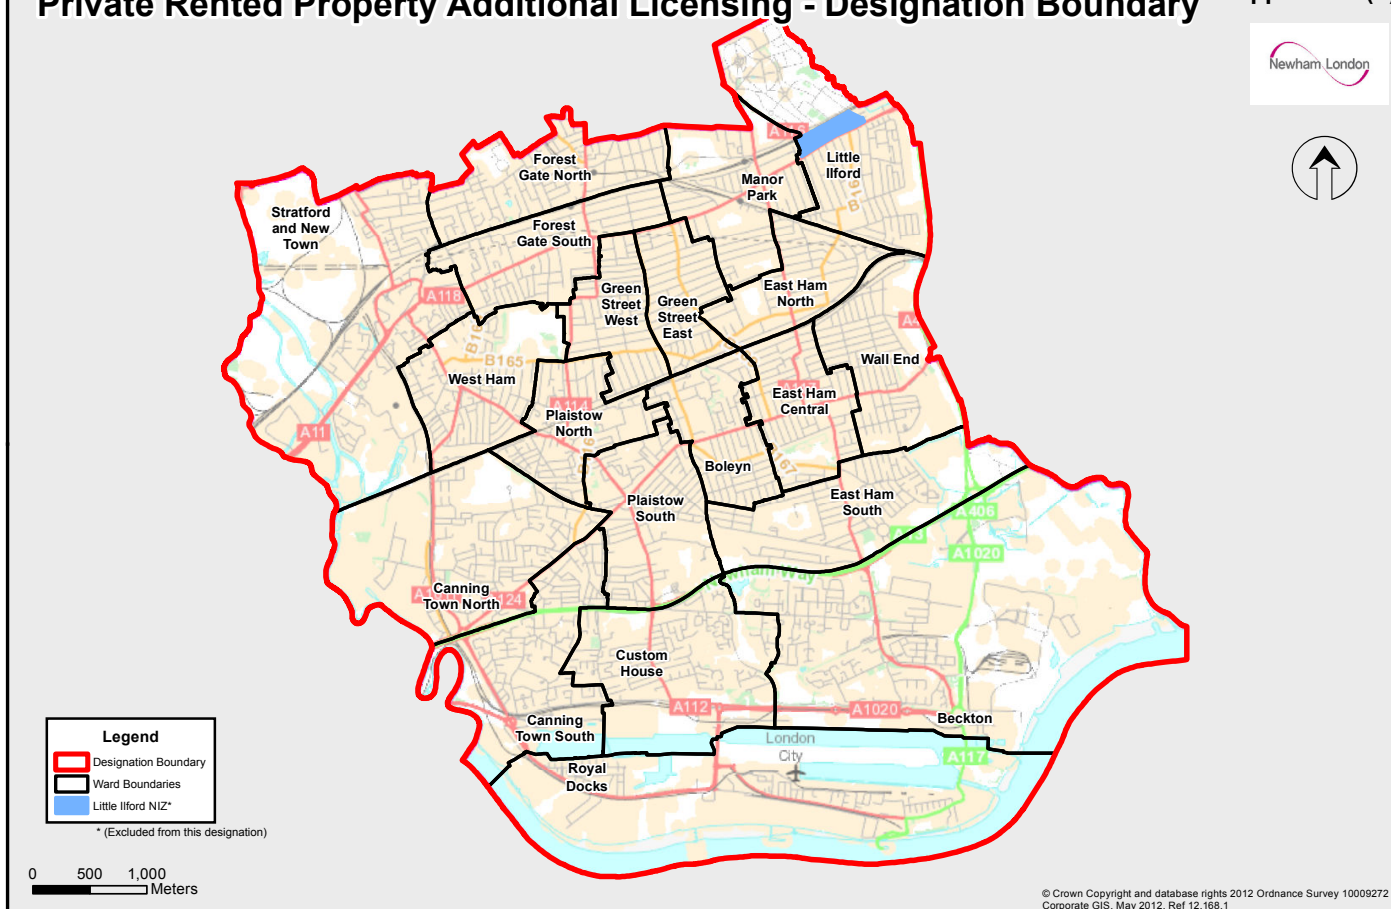 Private Rented Property Additional Licensing - Designation Boundary
Newham London
Forest
Gate North
Little
Ilford
Manor
Park
Stratford
and New
Town
Forest
Gate South
A118
Green
Street
West
Green
Street
East
East Ham
North
B165
West Ham
Wall End
East Ham
Central
A114
Plaistow
North
A11
Boleyn
Plaistow
South
East Ham
South
A406
A13
A1020
Newham Way
Canning
Town North
Custom
House
A112
A1020
Beckton
Canning
Town South
London
City
A117
Royal
Docks
Legend
Designation Boundary
Ward Boundaries
Little Ilford NIZ*
* (Excluded from this designation)
0 500 1,000
Meters
© Crown Copyright and database rights 2012 Ordnance Survey 10009272
Corporate GIS, May 2012, Ref 12.168.1